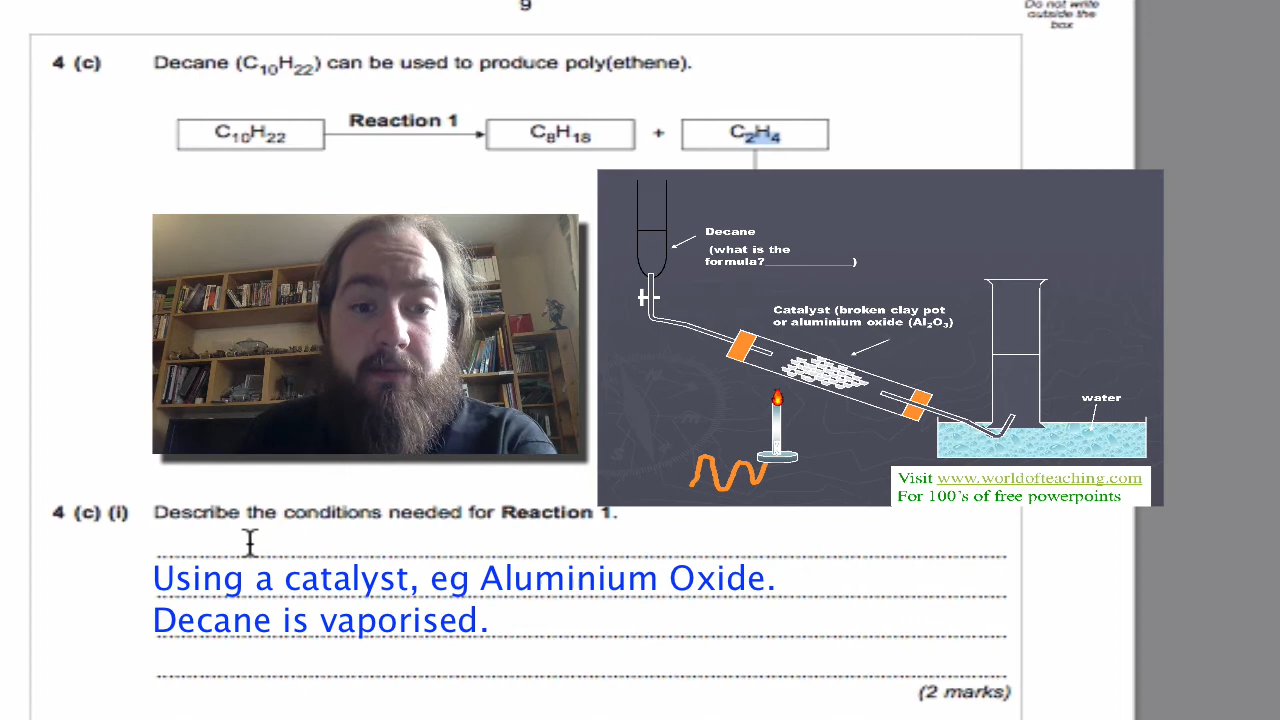 9
Do not write
outside the
box
4 (c) Decane (C₁₀H₂₂) can be used to produce poly(ethene).
Reaction 1
C₁₀H₂₂ C₈H₁₈ + C₂H₄
Decane
(what is the
formula?____________)
Catalyst (broken clay pot
or aluminium oxide (Al₂O₃)
water
Visit www.worldofteaching.com
For 100's of free powerpoints
4 (c) (i) Describe the conditions needed for Reaction 1.
Using a catalyst, eg Aluminium Oxide.
Decane is vaporised.
(2 marks)